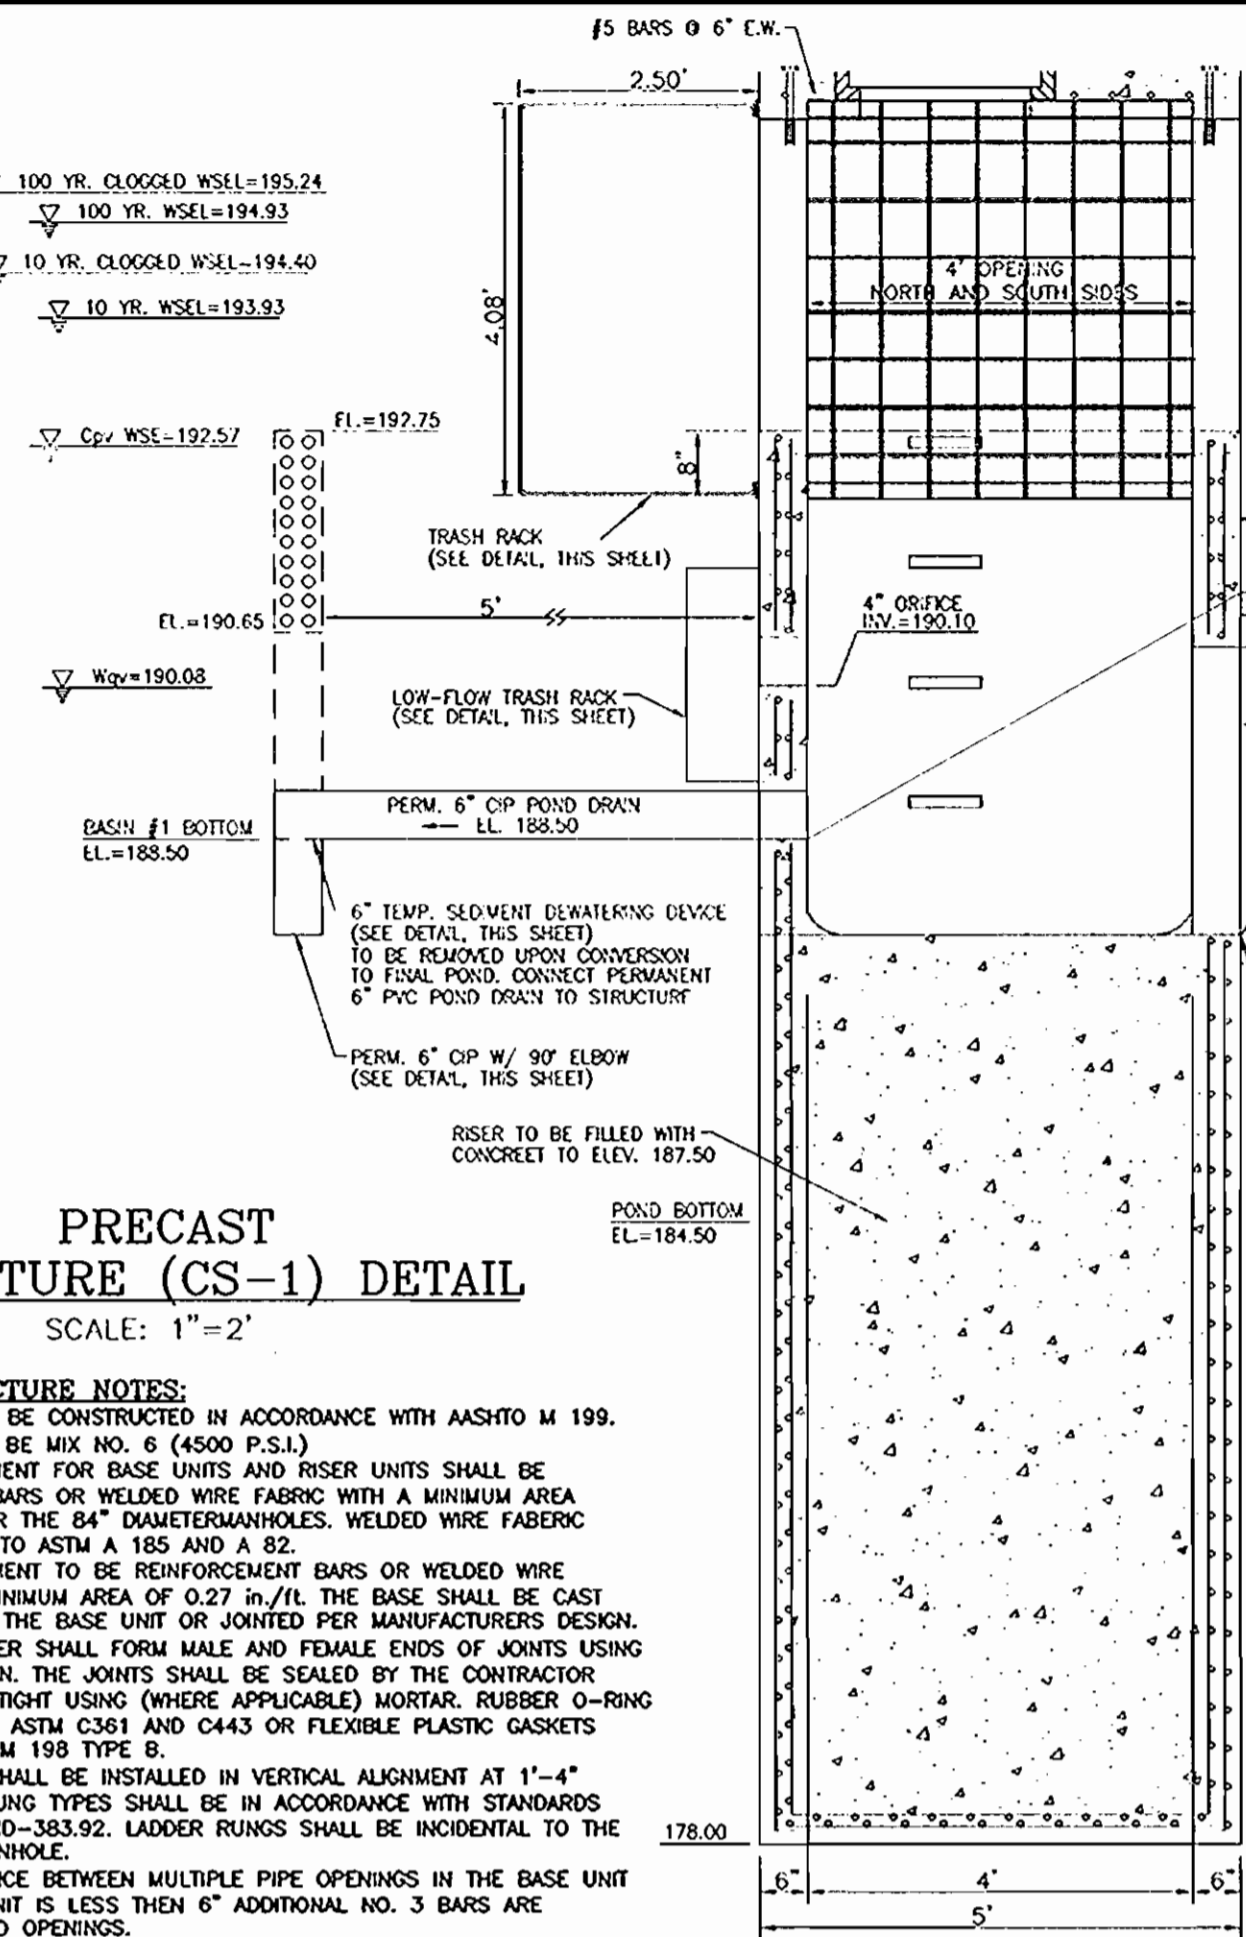 #5 BARS @ 6" E.W.
2.50'
100 YR. CLOGGED WSEL=195.24
100 YR. WSEL=194.93
10 YR. CLOGGED WSEL=194.40
10 YR. WSEL=193.93
4.08'
4' OPENING
NORTH AND SOUTH SIDES
EL.=192.75
Cpv WSE=192.57
8"
TRASH RACK
(SEE DETAIL, THIS SHEET)
EL.=190.65
5'
4" ORIFICE
INV.=190.10
Wqv=190.08
LOW-FLOW TRASH RACK
(SEE DETAIL, THIS SHEET)
PERM. 6" CIP POND DRAIN
EL. 188.50
BASIN #1 BOTTOM
EL.=188.50
6" TEMP. SEDIMENT DEWATERING DEVICE
(SEE DETAIL, THIS SHEET)
TO BE REMOVED UPON CONVERSION
TO FINAL POND. CONNECT PERMANENT
6" PVC POND DRAIN TO STRUCTURE
PERM. 6" CIP W/ 90° ELBOW
(SEE DETAIL, THIS SHEET)
RISER TO BE FILLED WITH
CONCREET TO ELEV. 187.50
POND BOTTOM
EL=184.50
PRECAST
TURE (CS-1) DETAIL
SCALE: 1"=2'
CTURE NOTES:
BE CONSTRUCTED IN ACCORDANCE WITH AASHTO M 199.
BE MIX NO. 6 (4500 P.S.I.)
MENT FOR BASE UNITS AND RISER UNITS SHALL BE
BARS OR WELDED WIRE FABRIC WITH A MINIMUM AREA
R THE 84" DIAMETERMANHOLES. WELDED WIRE FABERIC
TO ASTM A 185 AND A 82.
MENT TO BE REINFORCEMENT BARS OR WELDED WIRE
INIMUM AREA OF 0.27 in./ft. THE BASE SHALL BE CAST
THE BASE UNIT OR JOINTED PER MANUFACTURERS DESIGN.
ER SHALL FORM MALE AND FEMALE ENDS OF JOINTS USING
N. THE JOINTS SHALL BE SEALED BY THE CONTRACTOR
TIGHT USING (WHERE APPLICABLE) MORTAR. RUBBER O-RING
ASTM C361 AND C443 OR FLEXIBLE PLASTIC GASKETS
M 198 TYPE B.
HALL BE INSTALLED IN VERTICAL ALIGNMENT AT 1'-4"
UNG TYPES SHALL BE IN ACCORDANCE WITH STANDARDS
D-383.92. LADDER RUNGS SHALL BE INCIDENTAL TO THE
NHOLE.
NCE BETWEEN MULTIPLE PIPE OPENINGS IN THE BASE UNIT
NIT IS LESS THEN 6" ADDITIONAL NO. 3 BARS ARE
D OPENINGS.
178.00
6"
4'
6"
5'